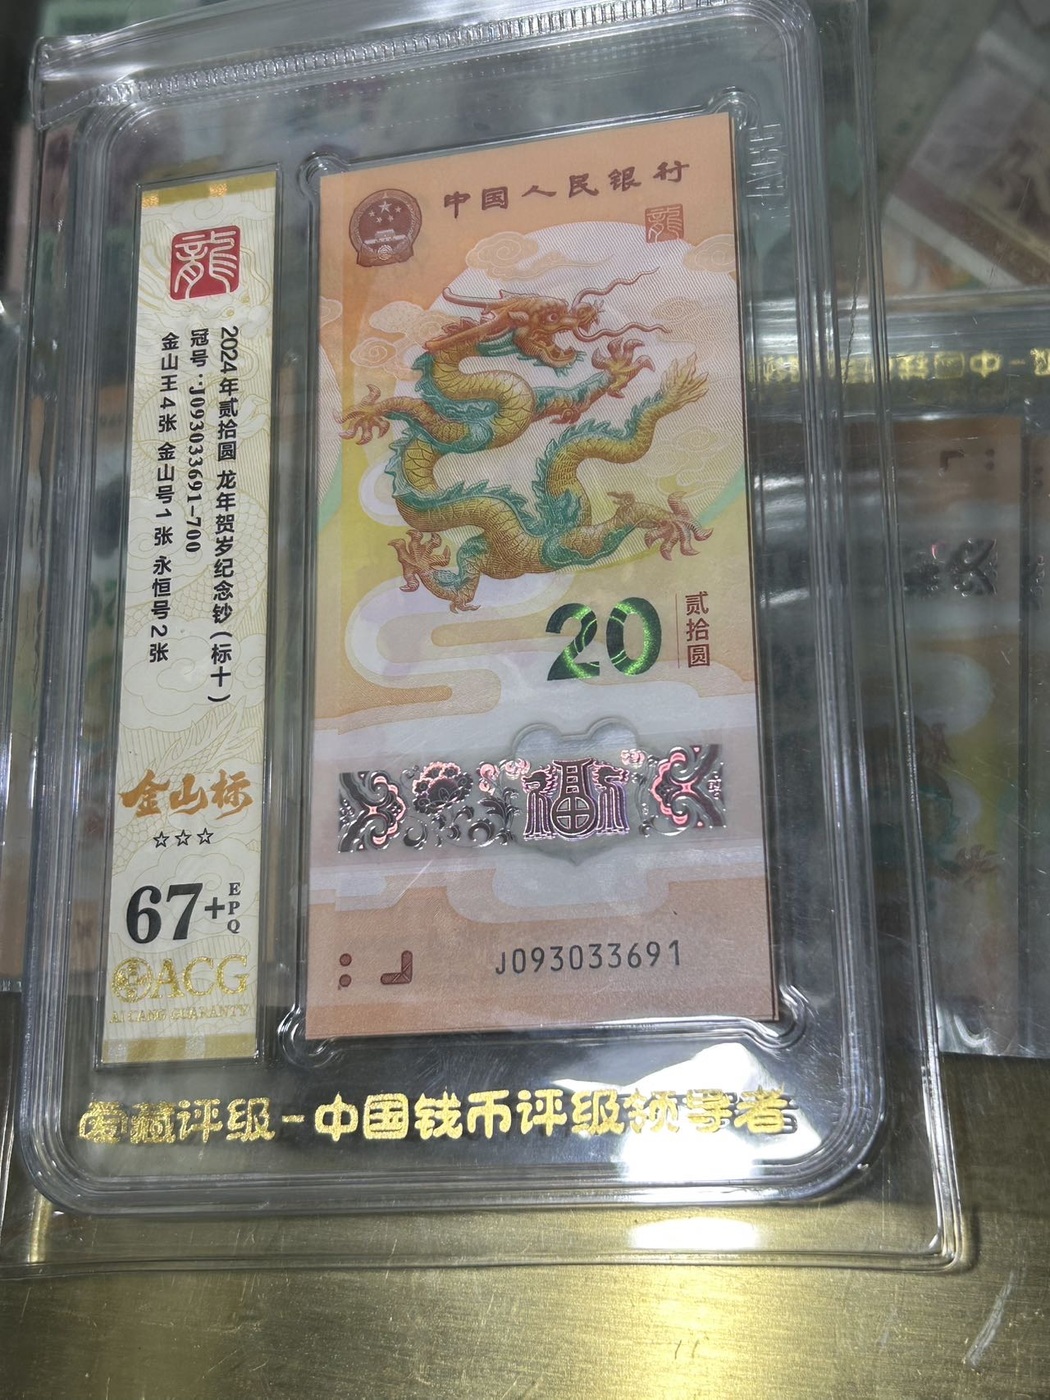 中国人民银行
龍
2024年贰拾圆 龙年贺岁纪念钞(标十)
冠号:J093033691-700
金山王4张 金山号1张 永恒号2张
金山标
☆☆☆
67+EPQ
ACG
20
贰拾圆
J093033691
爱藏评级-中国钱币评级领导者